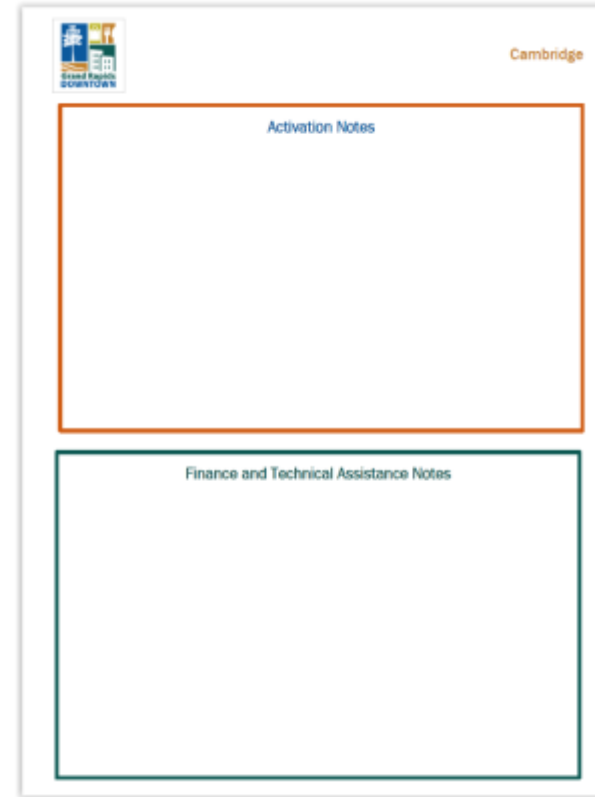 Grand Rapids
DOWNTOWN
Cambridge
Activation Notes
Finance and Technical Assistance Notes